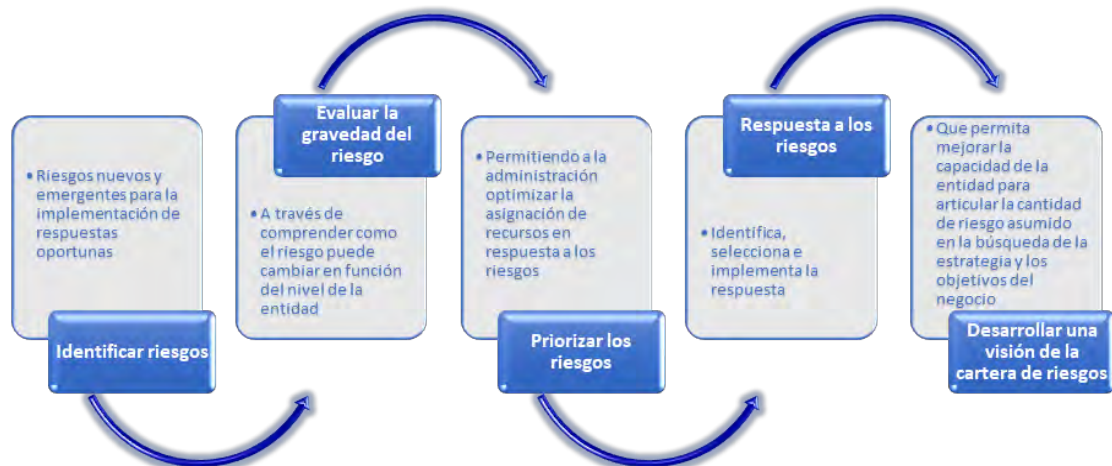 • Riesgos nuevos y
emergentes para la
implementación de
respuestas
oportunas
Identificar riesgos
Evaluar la
gravedad del
riesgo
• A través de
comprender como
el riesgo puede
cambiar en función
del nivel de la
entidad
• Permitiendo a la
administración
optimizar la
asignación de
recursos en
respuesta a los
riesgos
Priorizar los
riesgos
Respuesta a los
riesgos
• Identifica,
selecciona e
implementa la
respuesta
• Que permita
mejorar la
capacidad de la
entidad para
articular la cantidad
de riesgo asumido
en la búsqueda de la
estrategia y los
objetivos del
negocio
Desarrollar una
visión de la
cartera de riesgos